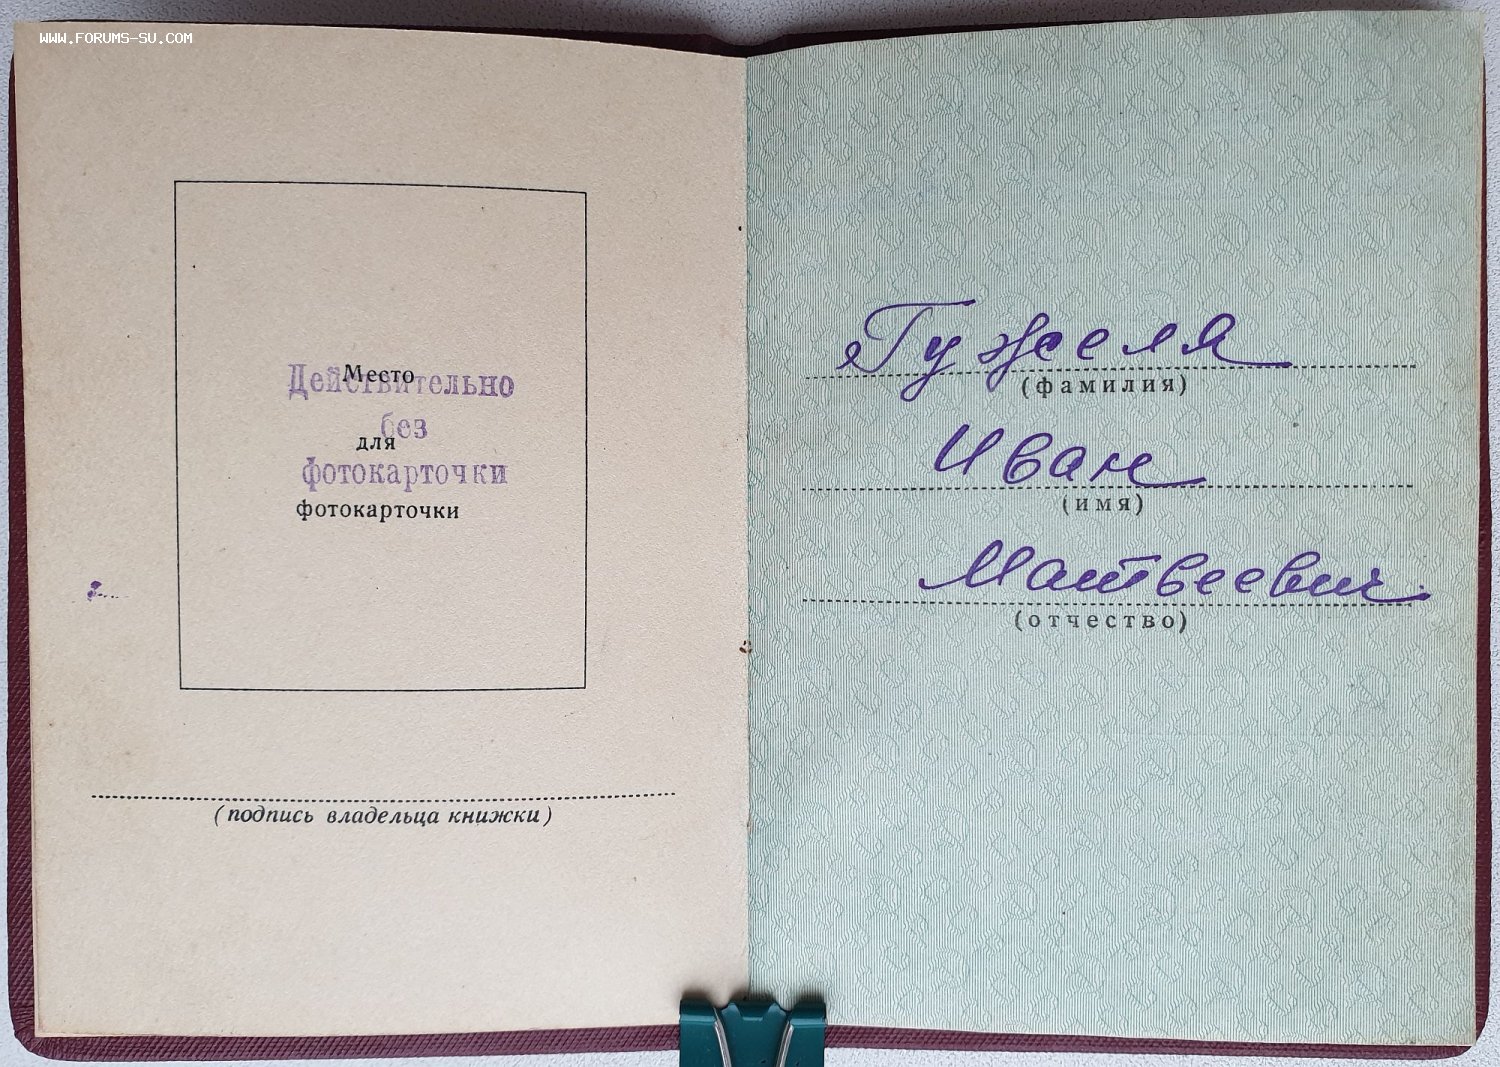 WWW.FORUMS-SU.COM
Место
Действительно
без
для
фотокарточки
фотокарточки
(подпись владельца книжки)
Гужеля
(фамилия)
Иван
(имя)
Матвеевич.
(отчество)